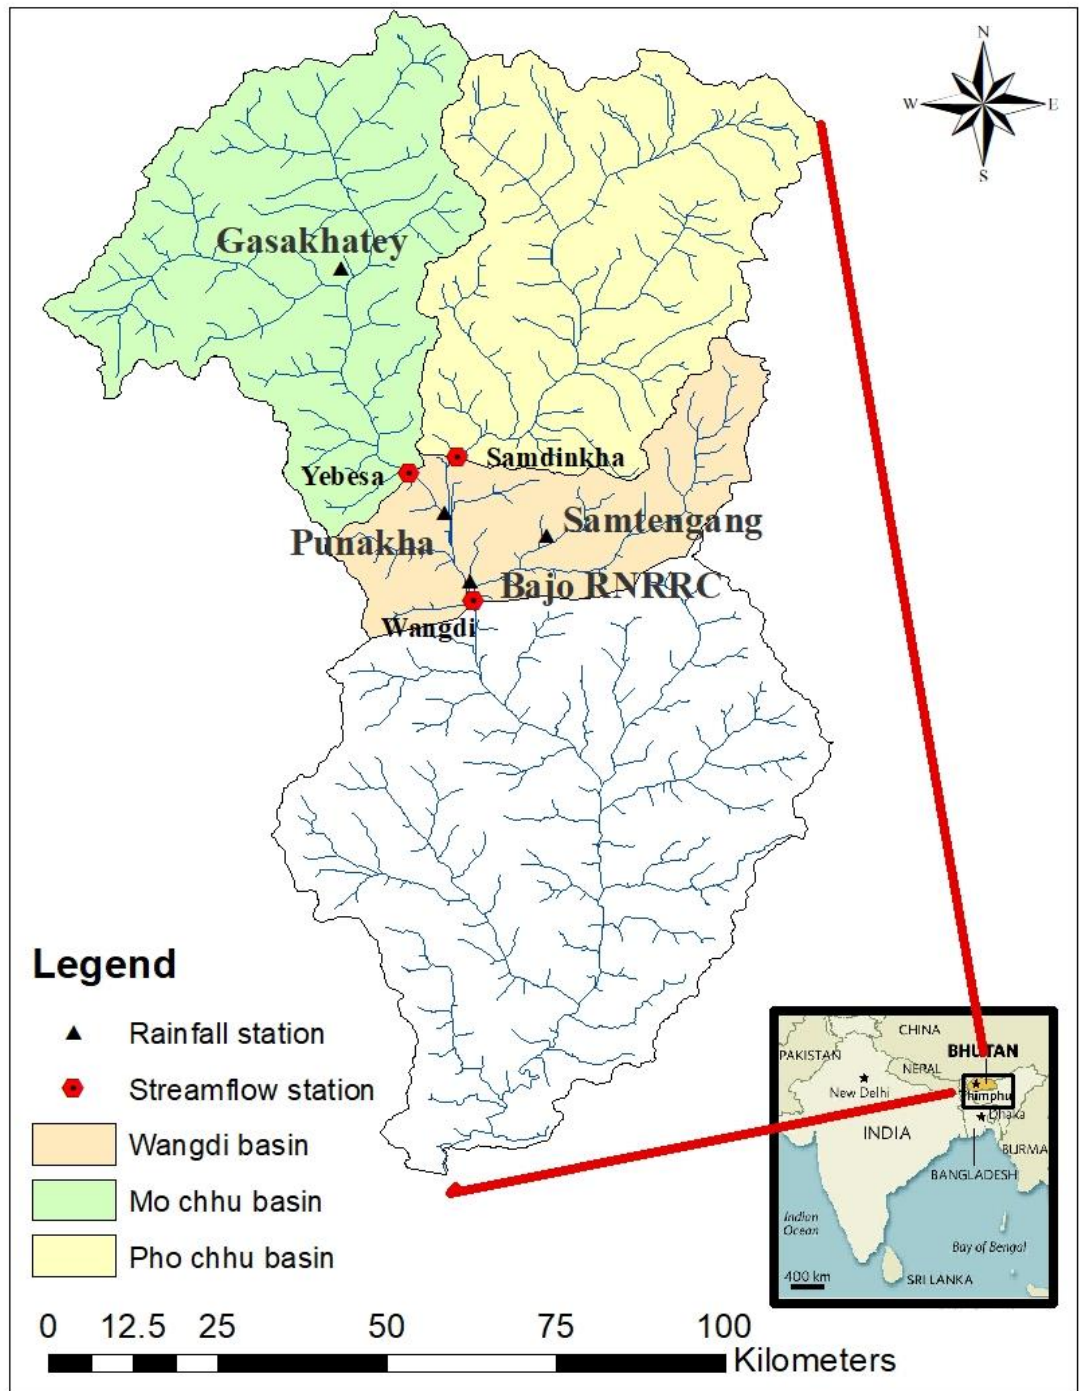 N
W
E
S
Gasakhatey
Samdinkha
Yebesa
Samtengang
Punakha
Bajo RNRRC
Wangdi
Legend
Rainfall station
Streamflow station
Wangdi basin
Mo chhu basin
Pho chhu basin
0 12.5 25 50 75 100
Kilometers
CHINA
PAKISTAN
BHUTAN
NEPAL
New Delhi
Thimphu
Dhaka
INDIA
BURMA
BANGLADESH
Indian
Ocean
Bay of Bengal
400 km
SRI LANKA